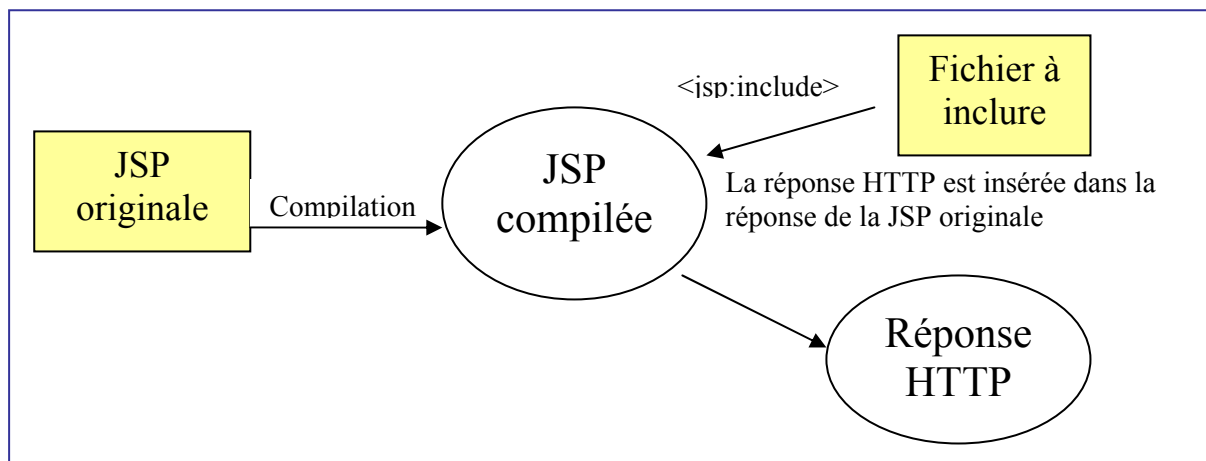 JSP
originale
Compilation
JSP
compilée
<jsp:include>
Fichier à
inclure
La réponse HTTP est insérée dans la
réponse de la JSP originale
Réponse
HTTP